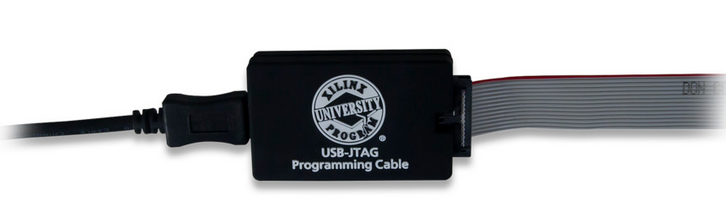 XILINX
UNIVERSITY
PROGRAM
®
USB-JTAG
Programming Cable